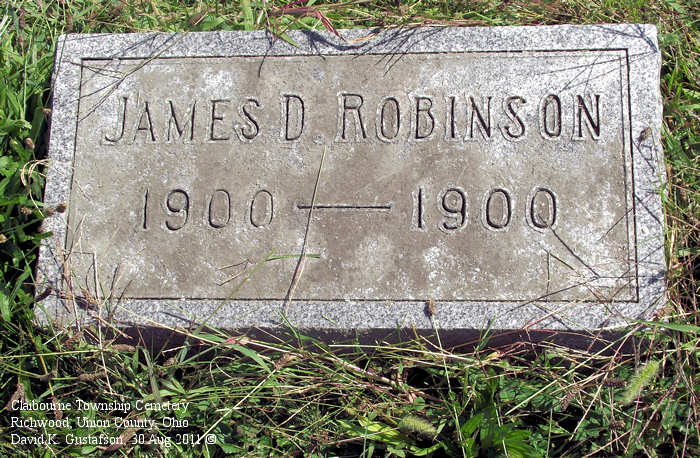 JAMES D. ROBINSON
1900 — 1900
Claibourne Township Cemetery
Richwood, Union County, Ohio
David K. Gustafson, 30 Aug 2011 ©